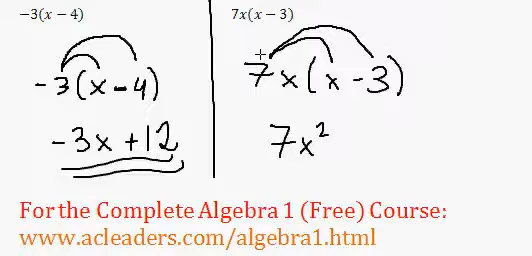 −3(x − 4)
7x(x − 3)
-3(x-4)
7x(x-3)
-3x+12
7x²
For the Complete Algebra 1 (Free) Course:
www.acleaders.com/algebra1.html